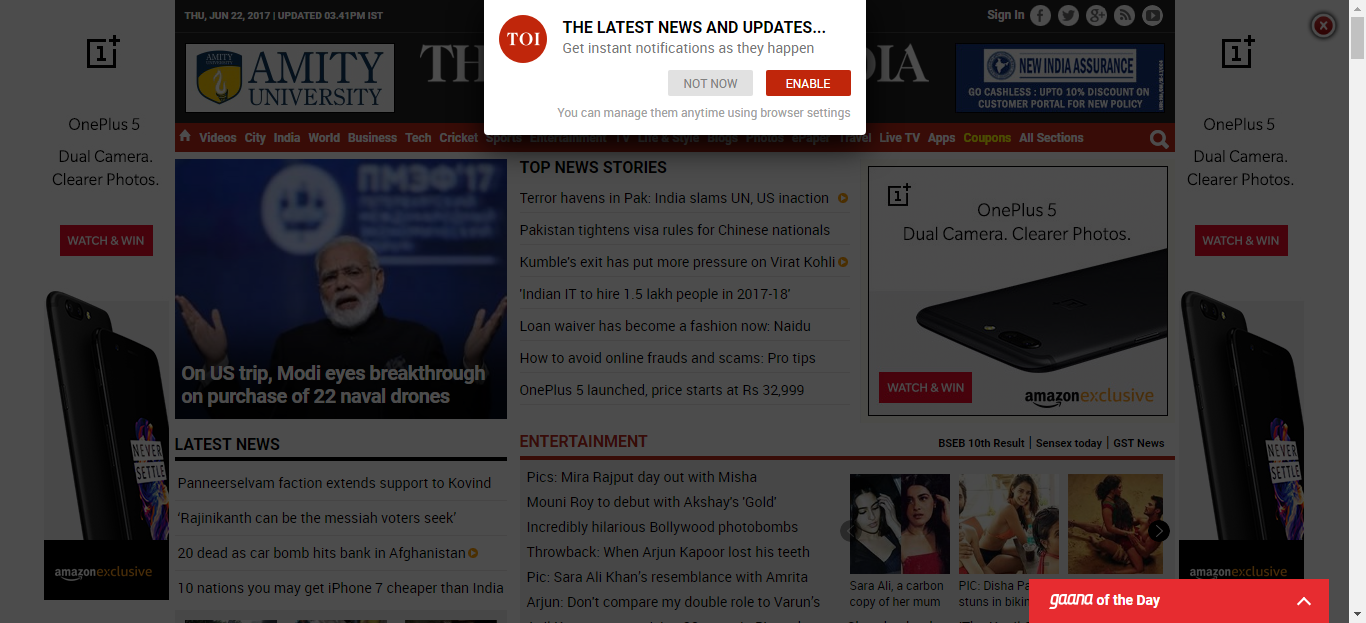 THU, JUN 22, 2017 | UPDATED 03.41PM IST
Sign In
TOI
THE LATEST NEWS AND UPDATES...
Get instant notifications as they happen
NOT NOW
ENABLE
You can manage them anytime using browser settings
AMITY
UNIVERSITY
NEW INDIA ASSURANCE
GO CASHLESS : UPTO 10% DISCOUNT ON
CUSTOMER PORTAL FOR NEW POLICY
Videos City India World Business Tech Cricket Sports Entertainment TV Life & Style Blogs Photos ePaper Travel Live TV Apps Coupons All Sections
OnePlus 5
Dual Camera.
Clearer Photos.
WATCH & WIN
NEVER
SETTLE
amazonexclusive
ПМЭФ'17
On US trip, Modi eyes breakthrough
on purchase of 22 naval drones
TOP NEWS STORIES
Terror havens in Pak: India slams UN, US inaction
Pakistan tightens visa rules for Chinese nationals
Kumble's exit has put more pressure on Virat Kohli
'Indian IT to hire 1.5 lakh people in 2017-18'
Loan waiver has become a fashion now: Naidu
How to avoid online frauds and scams: Pro tips
OnePlus 5 launched, price starts at Rs 32,999
OnePlus 5
Dual Camera. Clearer Photos.
WATCH & WIN
amazonexclusive
OnePlus 5
Dual Camera.
Clearer Photos.
WATCH & WIN
NEVER
SETTLE
amazonexclusive
LATEST NEWS
Panneerselvam faction extends support to Kovind
'Rajinikanth can be the messiah voters seek'
20 dead as car bomb hits bank in Afghanistan
10 nations you may get iPhone 7 cheaper than India
ENTERTAINMENT
BSEB 10th Result | Sensex today | GST News
Pics: Mira Rajput day out with Misha
Mouni Roy to debut with Akshay's 'Gold'
Incredibly hilarious Bollywood photobombs
Throwback: When Arjun Kapoor lost his teeth
Pic: Sara Ali Khan's resemblance with Amrita
Arjun: Don't compare my double role to Varun's
Sara Ali, a carbon
copy of her mum
PIC: Disha
stuns in
gaana of the Day